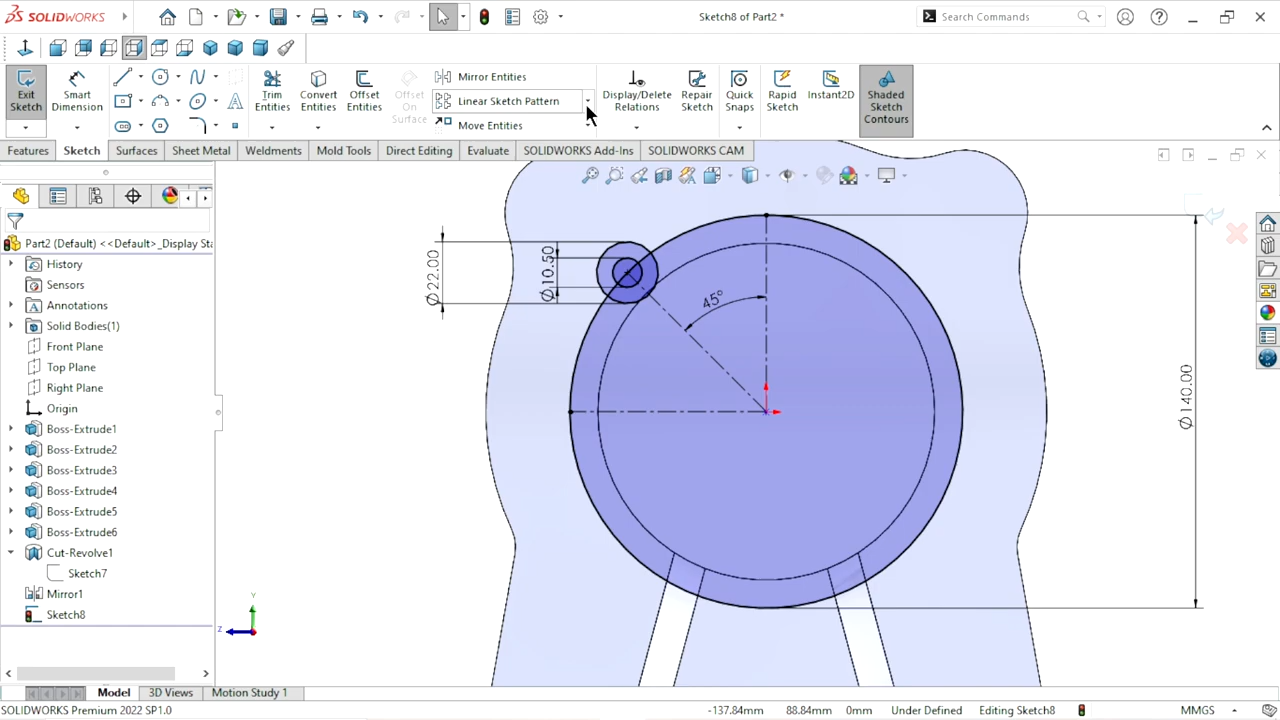 SOLIDWORKS
Sketch8 of Part2 *
Search Commands
Exit Sketch
Smart Dimension
Trim Entities
Convert Entities
Offset Entities
Offset On Surface
Mirror Entities
Linear Sketch Pattern
Move Entities
Display/Delete Relations
Repair Sketch
Quick Snaps
Rapid Sketch
Instant2D
Shaded Sketch Contours
Features
Sketch
Surfaces
Sheet Metal
Weldments
Mold Tools
Direct Editing
Evaluate
SOLIDWORKS Add-Ins
SOLIDWORKS CAM
Part2 (Default) <<Default>_Display Sta
History
Sensors
Annotations
Solid Bodies(1)
Front Plane
Top Plane
Right Plane
Origin
Boss-Extrude1
Boss-Extrude2
Boss-Extrude3
Boss-Extrude4
Boss-Extrude5
Boss-Extrude6
Cut-Revolve1
Sketch7
Mirror1
Sketch8
∅22.00
∅10.50
45°
∅140.00
Y
Z
Model
3D Views
Motion Study 1
SOLIDWORKS Premium 2022 SP1.0
-137.84mm
88.84mm
0mm
Under Defined
Editing Sketch8
MMGS